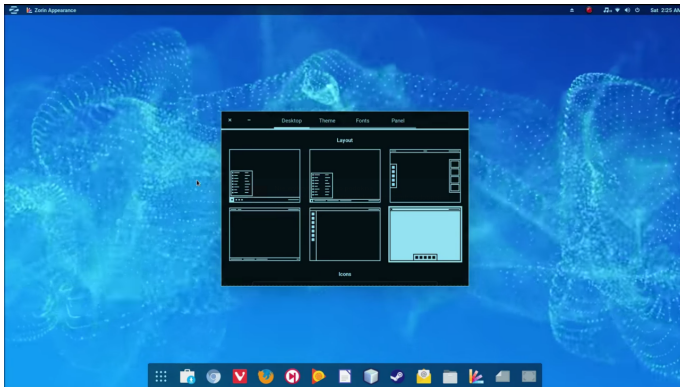 Zorin Appearance
Sat 2:25 AM
Desktop Theme Fonts Panel
Layout
Icons